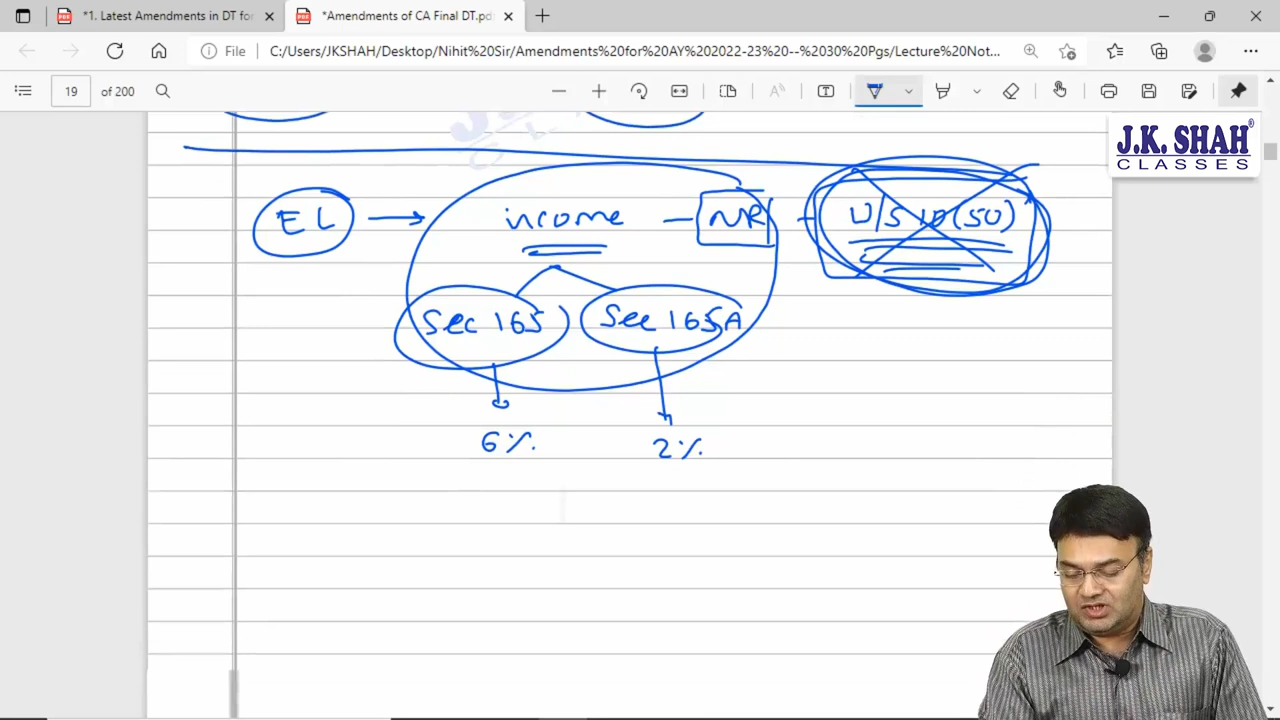 *1. Latest Amendments in DT for
*Amendments of CA Final DT.pd
File
C:/Users/JKSHAH/Desktop/Nihit%20Sir/Amendments%20for%20AY%202022-23%20--%2030%20Pgs/Lecture%20Not...
19 of 200
J.K. SHAH®
CLASSES
EL → income — NR — U/S 10(50)
Sec 165 Sec 165A
6% 2%